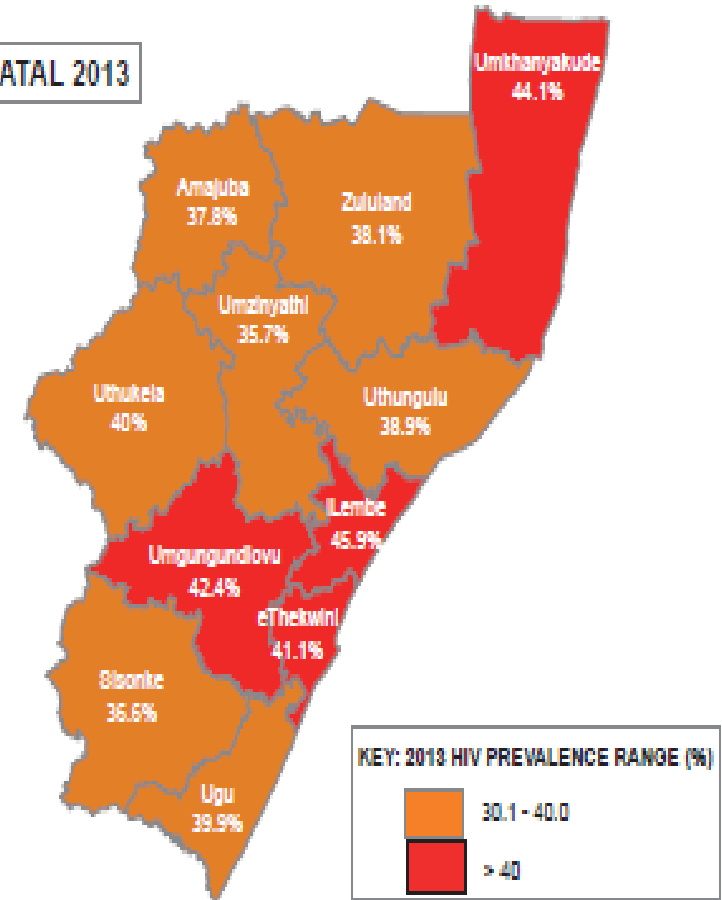 ATAL 2013
Umkhanyakude
44.1%
Amajuba
37.8%
Zululand
38.1%
Umzinyathi
35.7%
Uthukela
40%
Uthungulu
38.9%
ILembe
45.9%
Umgungundlovu
42.4%
eThekwini
41.1%
Sisonke
36.6%
Ugu
39.9%
KEY: 2013 HIV PREVALENCE RANGE (%)
30.1 - 40.0
> 40